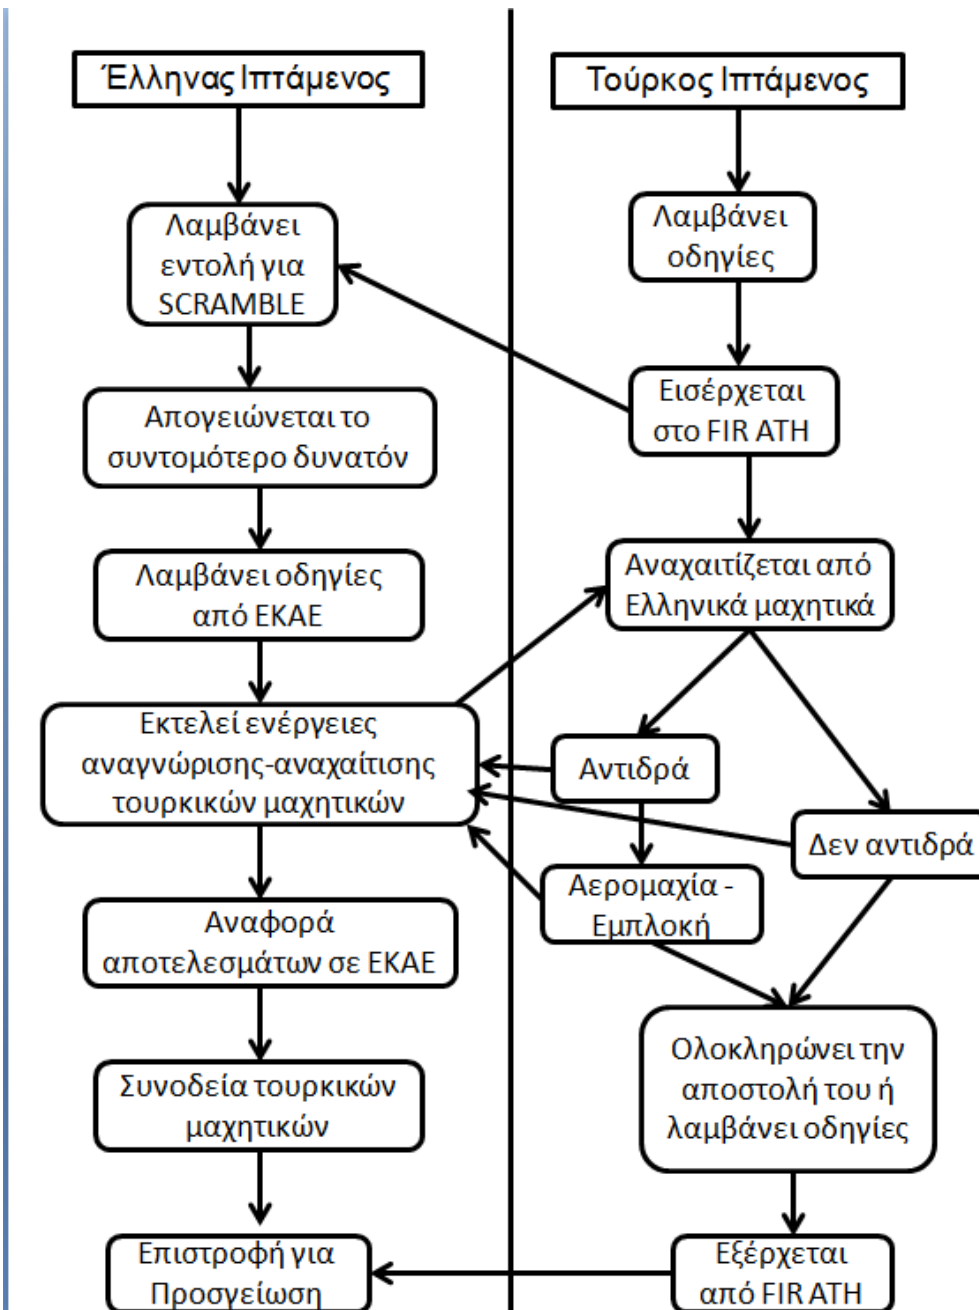 Έλληνας Ιπτάμενος
Λαμβάνει
εντολή για
SCRAMBLE
Απογειώνεται το
συντομότερο δυνατόν
Λαμβάνει οδηγίες
από ΕΚΑΕ
Εκτελεί ενέργειες
αναγνώρισης-αναχαίτισης
τουρκικών μαχητικών
Αναφορά
αποτελεσμάτων σε ΕΚΑΕ
Συνοδεία τουρκικών
μαχητικών
Επιστροφή για
Προσγείωση
Τούρκος Ιπτάμενος
Λαμβάνει
οδηγίες
Εισέρχεται
στο FIR ATH
Αναχαιτίζεται από
Ελληνικά μαχητικά
Αντιδρά
Δεν αντιδρά
Αερομαχία -
Εμπλοκή
Ολοκληρώνει την
αποστολή του ή
λαμβάνει οδηγίες
Εξέρχεται
από FIR ATH